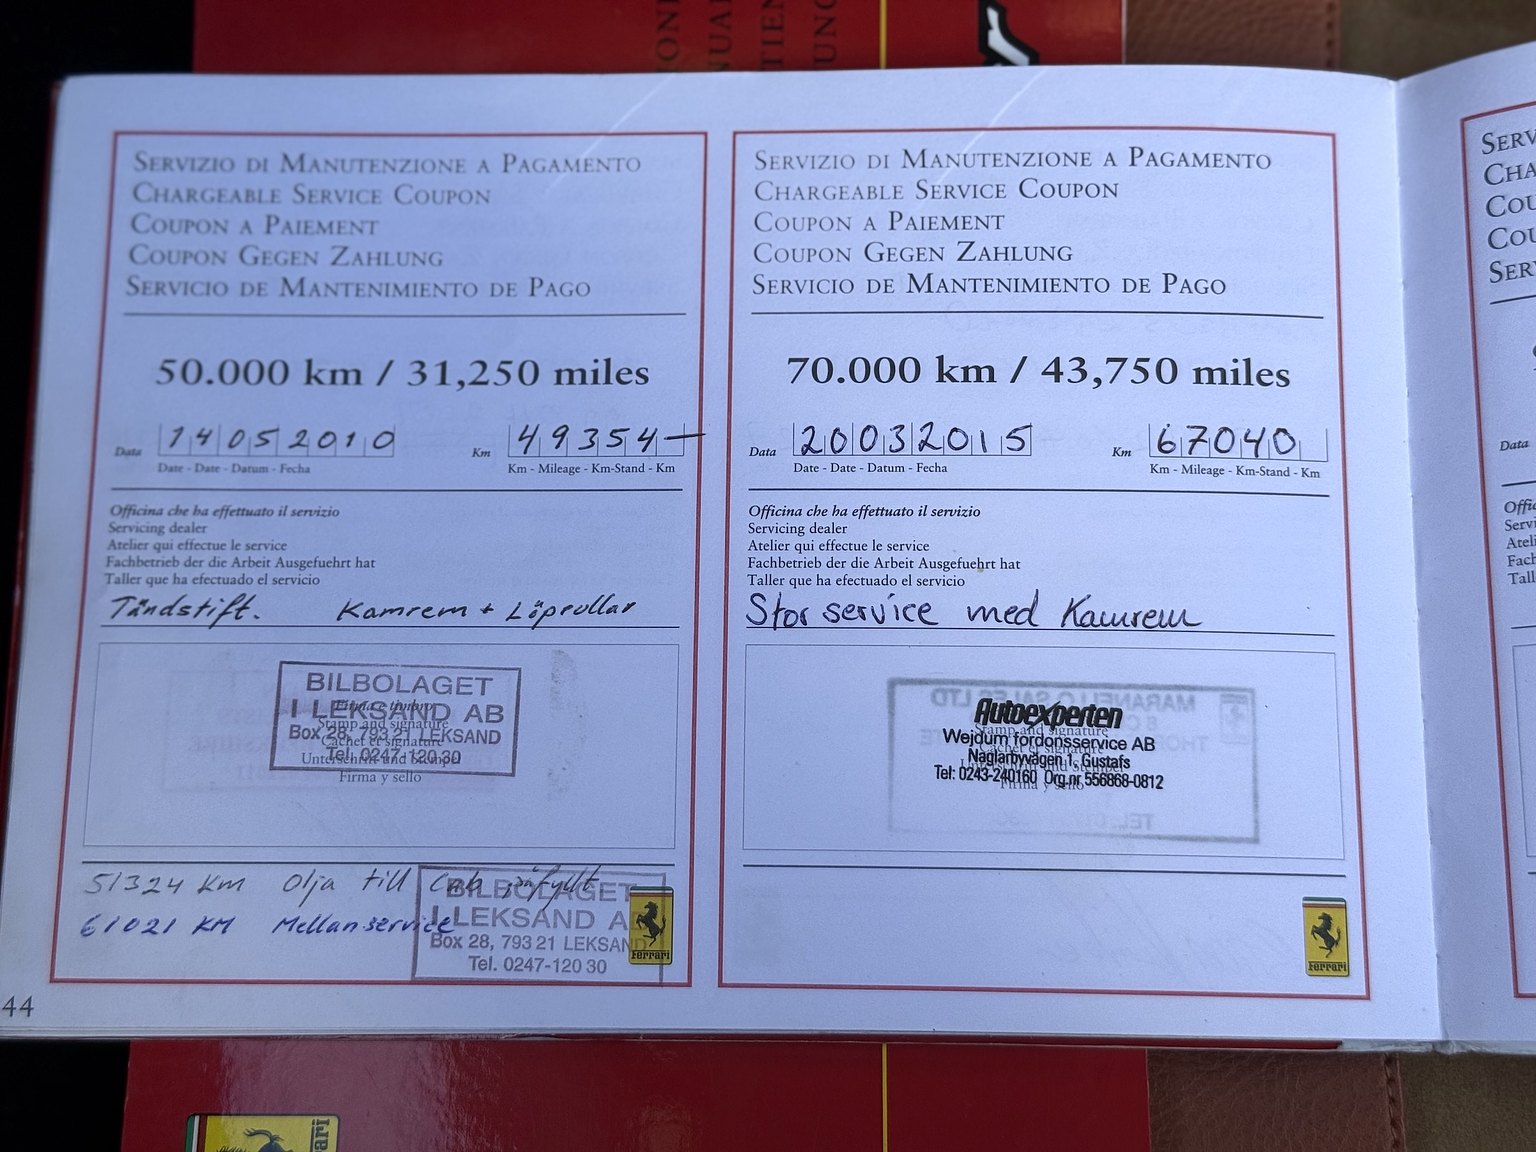 SERVIZIO DI MANUTENZIONE A PAGAMENTO
CHARGEABLE SERVICE COUPON
COUPON A PAIEMENT
COUPON GEGEN ZAHLUNG
SERVICIO DE MANTENIMIENTO DE PAGO
50.000 km / 31,250 miles
Data 14052010 Km 49354—
Date - Date - Datum - Fecha Km - Mileage - Km-Stand - Km
Officina che ha effettuato il servizio
Servicing dealer
Atelier qui effectue le service
Fachbetrieb der die Arbeit Ausgefuehrt hat
Taller que ha efectuado el servicio
Tändstift. Kamrem + Löprullar
BILBOLAGET
I LEKSAND AB
Box 28, 793 21 LEKSAND
Tel. 0247-120 30
Firma e timbro
Stamp and signature
Cachet et signature
Unterschrift und Stempel
Firma y sello
51324 km Olja till Cab påfyllt.
61021 KM Mellanservice
BILBOLAGET
I LEKSAND AB
Box 28, 793 21 LEKSAND
Tel. 0247-120 30
Ferrari
44
SERVIZIO DI MANUTENZIONE A PAGAMENTO
CHARGEABLE SERVICE COUPON
COUPON A PAIEMENT
COUPON GEGEN ZAHLUNG
SERVICIO DE MANTENIMIENTO DE PAGO
70.000 km / 43,750 miles
Data 20032015 Km 67040
Date - Date - Datum - Fecha Km - Mileage - Km-Stand - Km
Officina che ha effettuato il servizio
Servicing dealer
Atelier qui effectue le service
Fachbetrieb der die Arbeit Ausgefuehrt hat
Taller que ha efectuado el servicio
Stor service med Kamrem
Autoexperten
Wejdum fordonsservice AB
Naglarbyvägen 1, Gustafs
Tel: 0243-240160 Org.nr 556868-0812
Stamp and signature
Firma y sello
Ferrari
Data